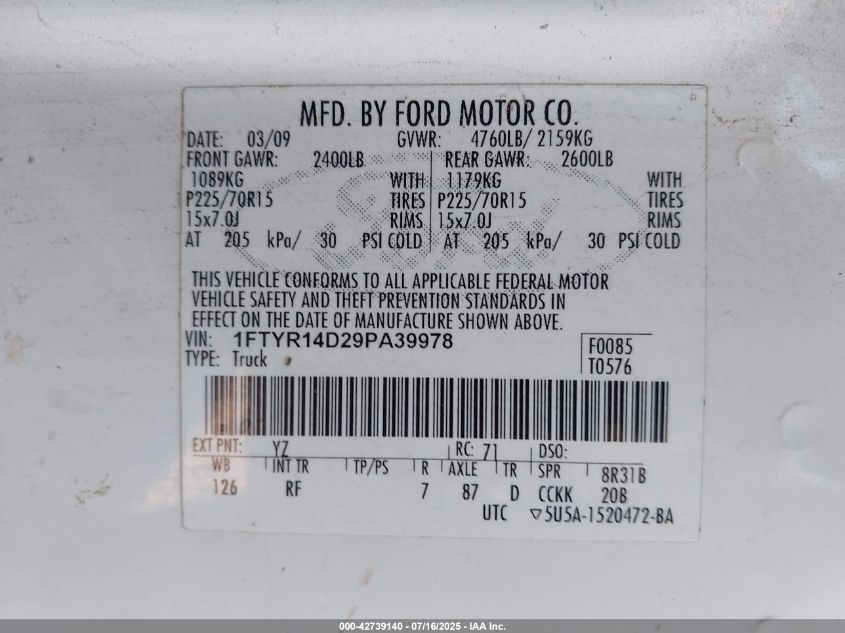 MFD. BY FORD MOTOR CO.
DATE: 03/09 GVWR: 4760LB/ 2159KG
FRONT GAWR: 2400LB REAR GAWR: 2600LB
1089KG WITH 1179KG WITH
P225/70R15 TIRES P225/70R15 TIRES
15x7.0J RIMS 15x7.0J RIMS
AT 205 kPa/ 30 PSI COLD AT 205 kPa/ 30 PSI COLD
Ford
THIS VEHICLE CONFORMS TO ALL APPLICABLE FEDERAL MOTOR
VEHICLE SAFETY AND THEFT PREVENTION STANDARDS IN
EFFECT ON THE DATE OF MANUFACTURE SHOWN ABOVE.
VIN: 1FTYR14D29PA39978
F0085
TYPE: Truck
T0576
EXT PNT: YZ RC: 71 DSO:
WB INT TR TP/PS R AXLE TR SPR 8R31B
126 RF 7 87 D CCKK 20B
UTC ▽5U5A-1520472-BA
000-42739140 - 07/16/2025 - IAA Inc.